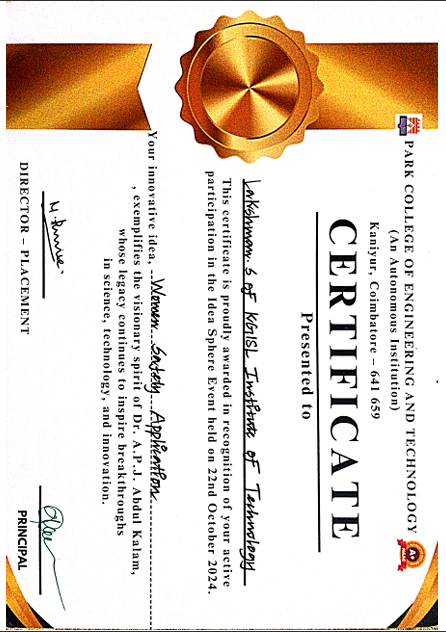 PARK COLLEGE OF ENGINEERING AND TECHNOLOGY
(An Autonomous Institution)
Kaniyur, Coimbatore – 641 659
A+
CERTIFICATE
Presented to
Lakshman. S of KGISL Institute of Technology
This certificate is proudly awarded in recognition of your active
participation in the Idea Sphere Event held on 22nd October 2024.
Your innovative idea, Women Safety Application
, exemplifies the visionary spirit of Dr. A.P.J. Abdul Kalam,
whose legacy continues to inspire breakthroughs
in science, technology, and innovation.
DIRECTOR – PLACEMENT
PRINCIPAL